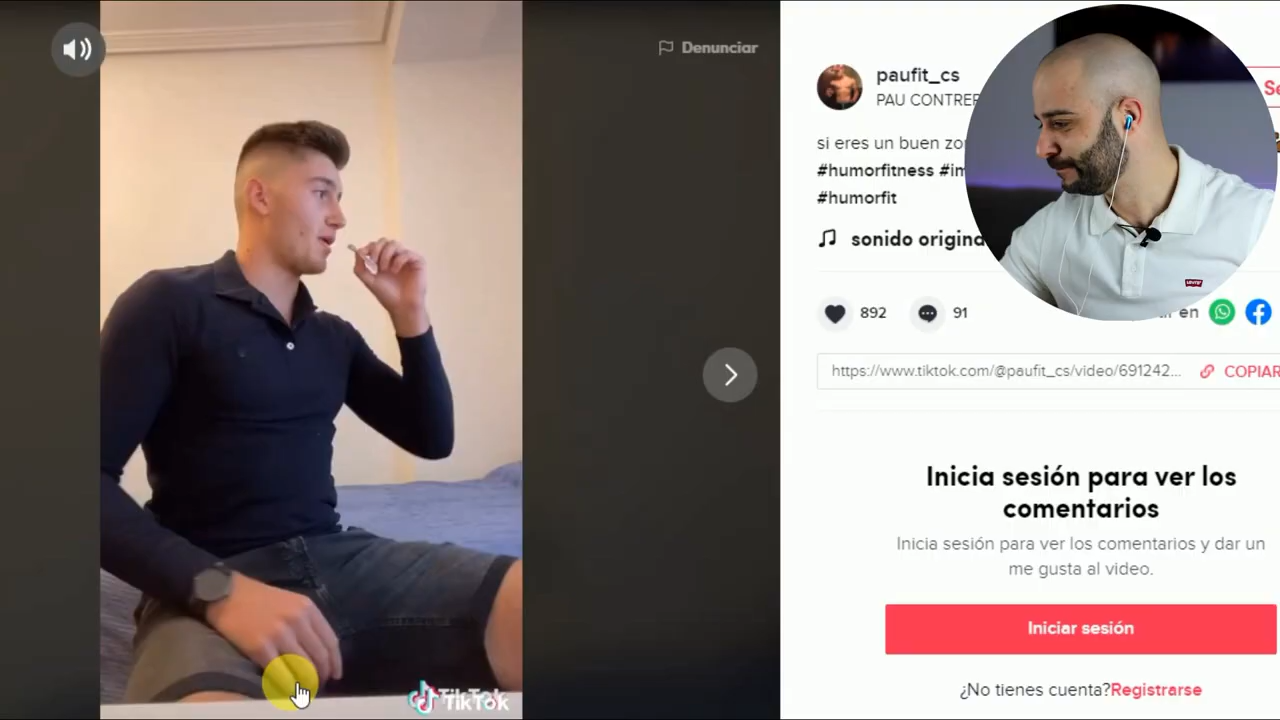 Denunciar
paufit_cs
PAU CONTRER
si eres un buen zo
#humorfitness #im
#humorfit
sonido origina
892
91
en
https://www.tiktok.com/@paufit_cs/video/691242...
COPIAR
Inicia sesión para ver los
comentarios
Inicia sesión para ver los comentarios y dar un
me gusta al video.
Iniciar sesión
¿No tienes cuenta?Registrarse
TikTok